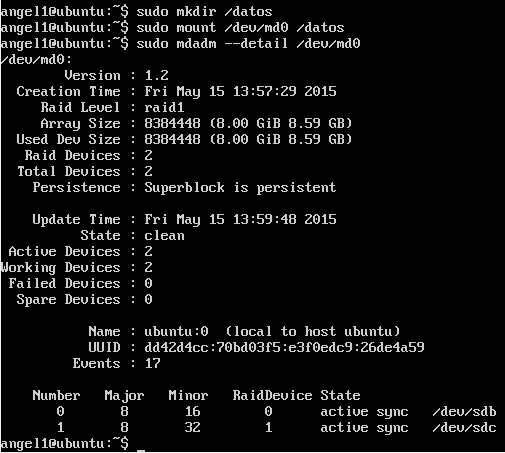 angel1@ubuntu:~$ sudo mkdir /datos
angel1@ubuntu:~$ sudo mount /dev/md0 /datos
angel1@ubuntu:~$ sudo mdadm --detail /dev/md0
/dev/md0:
Version : 1.2
Creation Time : Fri May 15 13:57:29 2015
Raid Level : raid1
Array Size : 8384448 (8.00 GiB 8.59 GB)
Used Dev Size : 8384448 (8.00 GiB 8.59 GB)
Raid Devices : 2
Total Devices : 2
Persistence : Superblock is persistent
Update Time : Fri May 15 13:59:48 2015
State : clean
Active Devices : 2
Working Devices : 2
Failed Devices : 0
Spare Devices : 0
Name : ubuntu:0 (local to host ubuntu)
UUID : dd42d4cc:70bd03f5:e3f0edc9:26de4a59
Events : 17
Number Major Minor RaidDevice State
0 8 16 0 active sync /dev/sdb
1 8 32 1 active sync /dev/sdc
angel1@ubuntu:~$ _